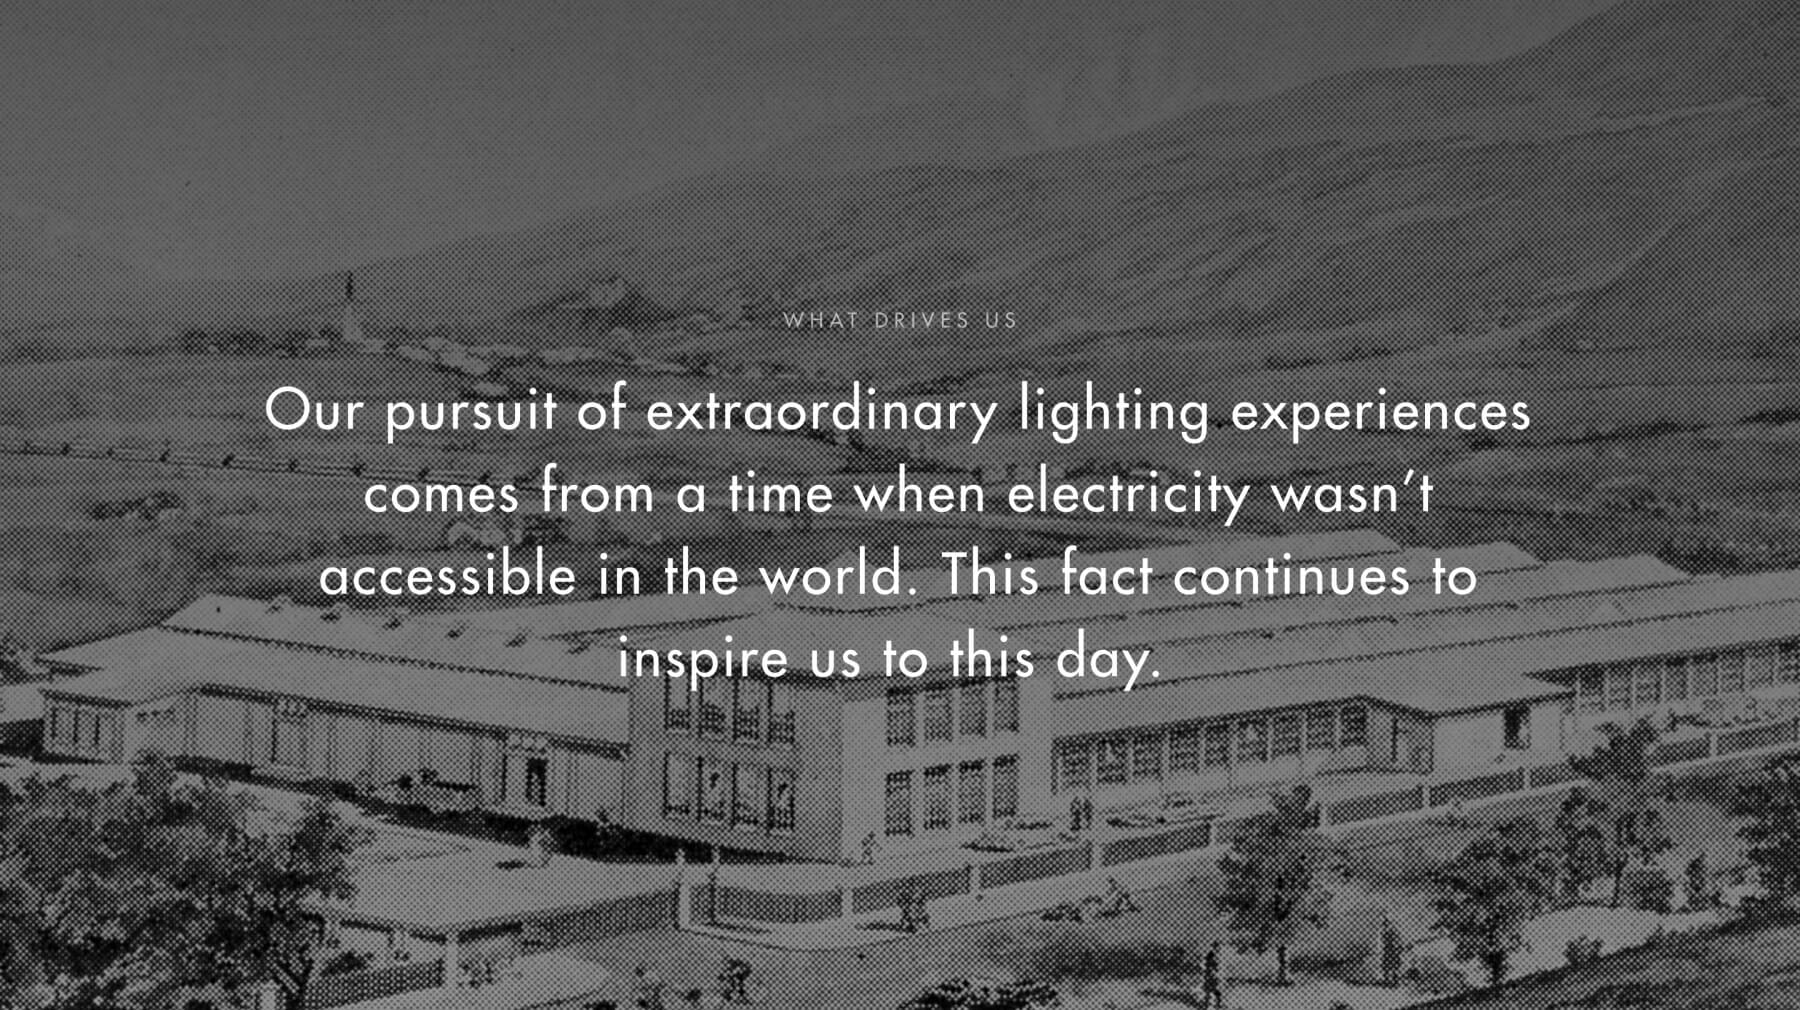 WHAT DRIVES US
Our pursuit of extraordinary lighting experiences
comes from a time when electricity wasn’t
accessible in the world. This fact continues to
inspire us to this day.